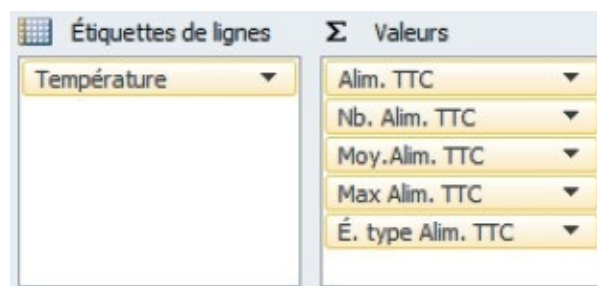 Étiquettes de lignes
Température
Σ Valeurs
Alim. TTC
Nb. Alim. TTC
Moy.Alim. TTC
Max Alim. TTC
É. type Alim. TTC